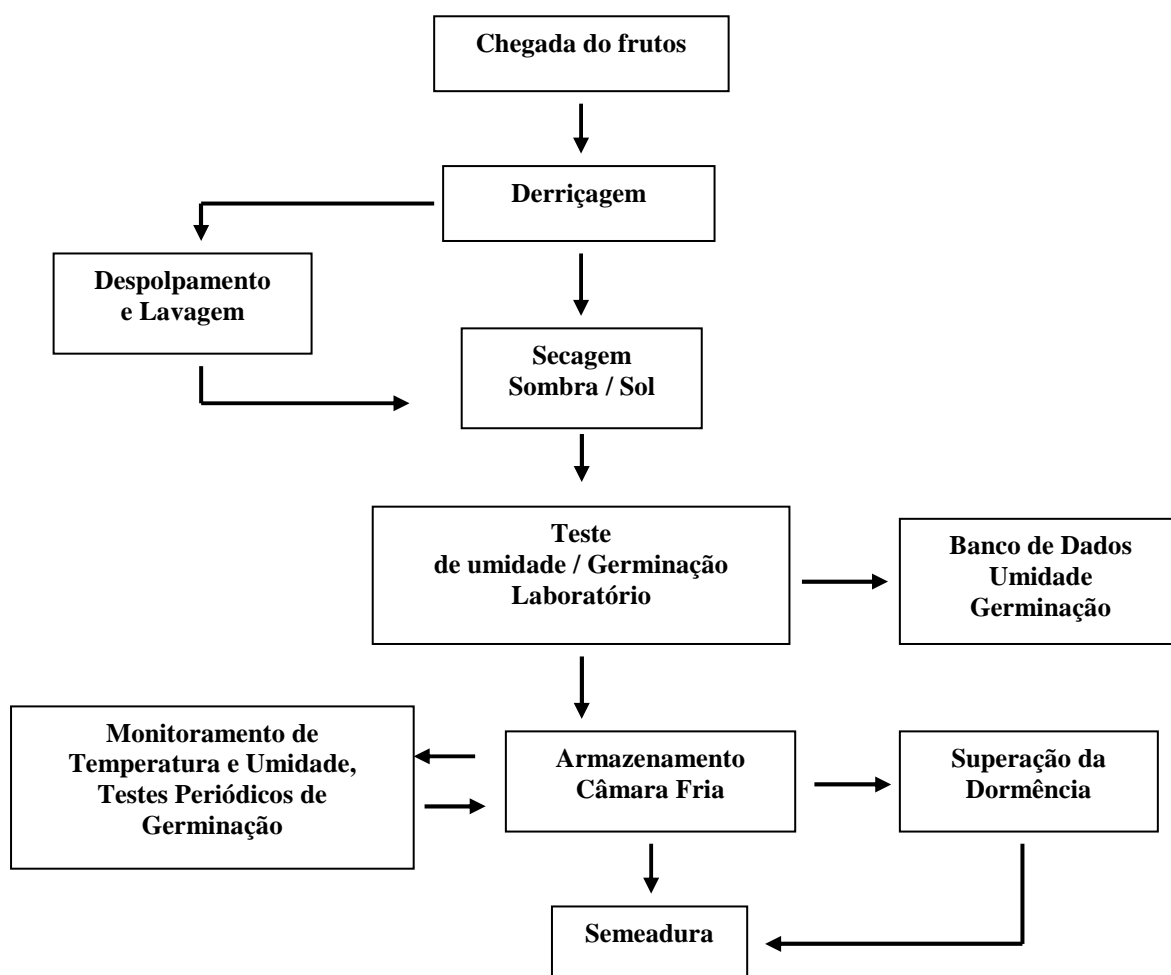 Chegada do frutos
Derriçagem
Despolpamento
e Lavagem
Secagem
Sombra / Sol
Teste
de umidade / Germinação
Laboratório
Banco de Dados
Umidade
Germinação
Monitoramento de
Temperatura e Umidade,
Testes Periódicos de
Germinação
Armazenamento
Câmara Fria
Superação da
Dormência
Semeadura